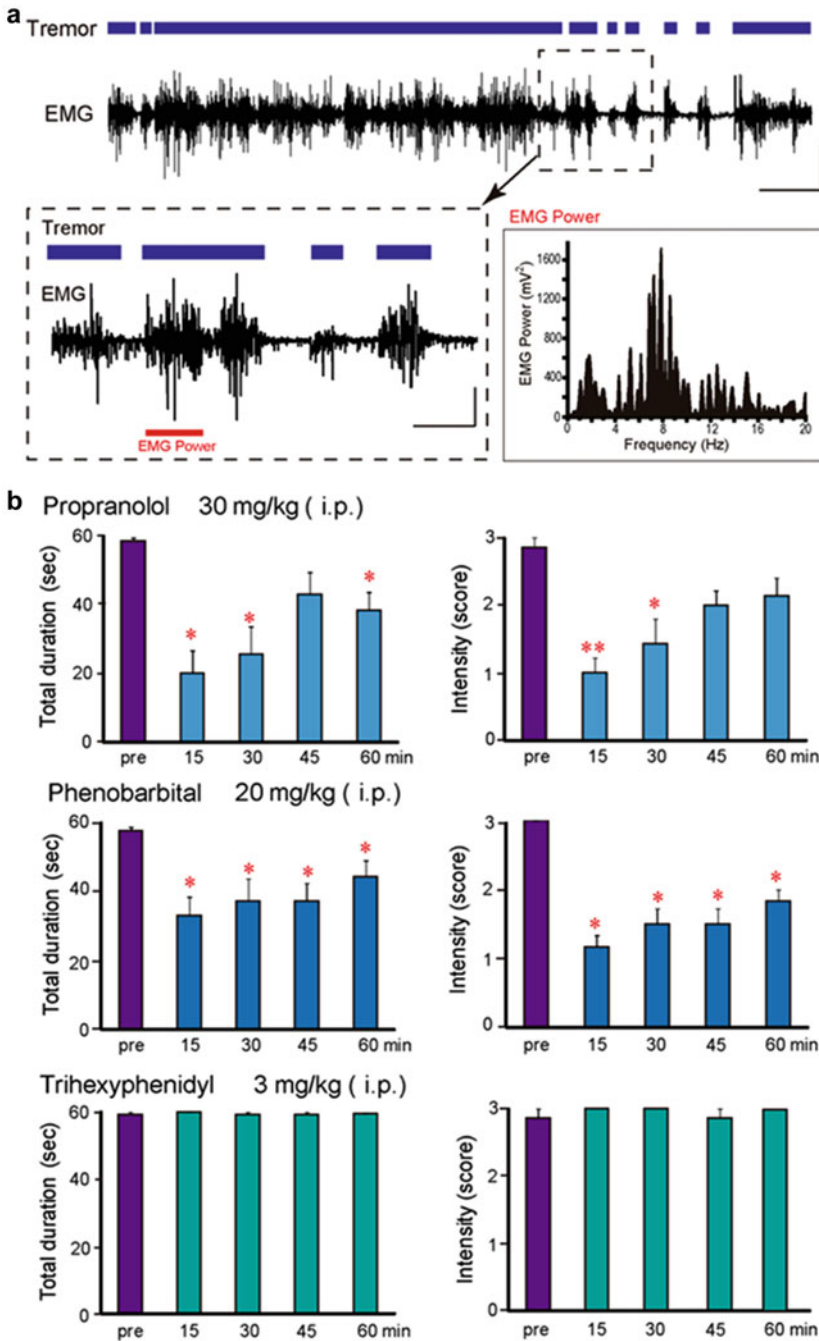 a
Tremor
EMG
Tremor
EMG
EMG Power
EMG Power
EMG Power (mV²)
1600
1200
800
400
0
0 4 8 12 16 20
Frequency (Hz)
b
Propranolol 30 mg/kg ( i.p.)
Total duration (sec)
60
40
20
0
* * *
pre 15 30 45 60 min
Intensity (score)
3
2
1
0
** *
pre 15 30 45 60 min
Phenobarbital 20 mg/kg ( i.p.)
Total duration (sec)
60
40
20
0
* * * *
pre 15 30 45 60 min
Intensity (score)
3
2
1
0
* * * *
pre 15 30 45 60 min
Trihexyphenidyl 3 mg/kg ( i.p.)
Total duration (sec)
60
60
20
0
pre 15 30 45 60 min
Intensity (score)
3
2
1
0
pre 15 30 45 60 min